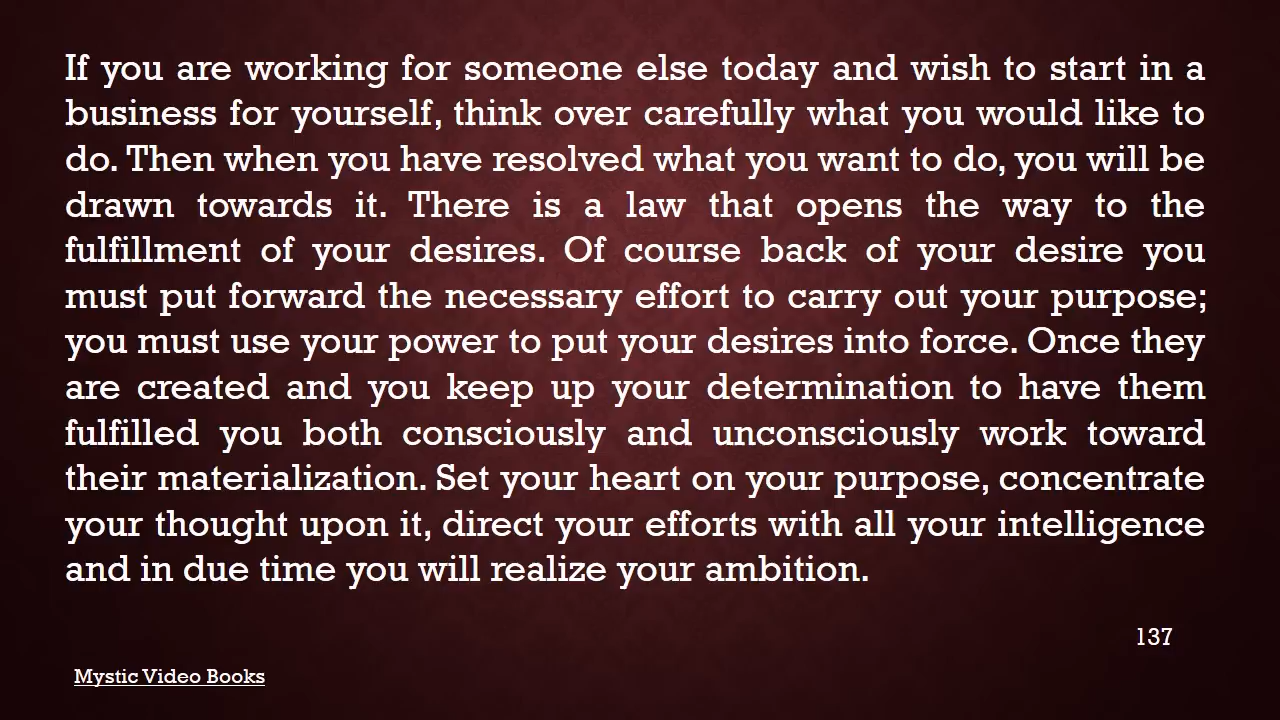 If you are working for someone else today and wish to start in a
business for yourself, think over carefully what you would like to
do. Then when you have resolved what you want to do, you will be
drawn towards it. There is a law that opens the way to the
fulfillment of your desires. Of course back of your desire you
must put forward the necessary effort to carry out your purpose;
you must use your power to put your desires into force. Once they
are created and you keep up your determination to have them
fulfilled you both consciously and unconsciously work toward
their materialization. Set your heart on your purpose, concentrate
your thought upon it, direct your efforts with all your intelligence
and in due time you will realize your ambition.
137
Mystic Video Books